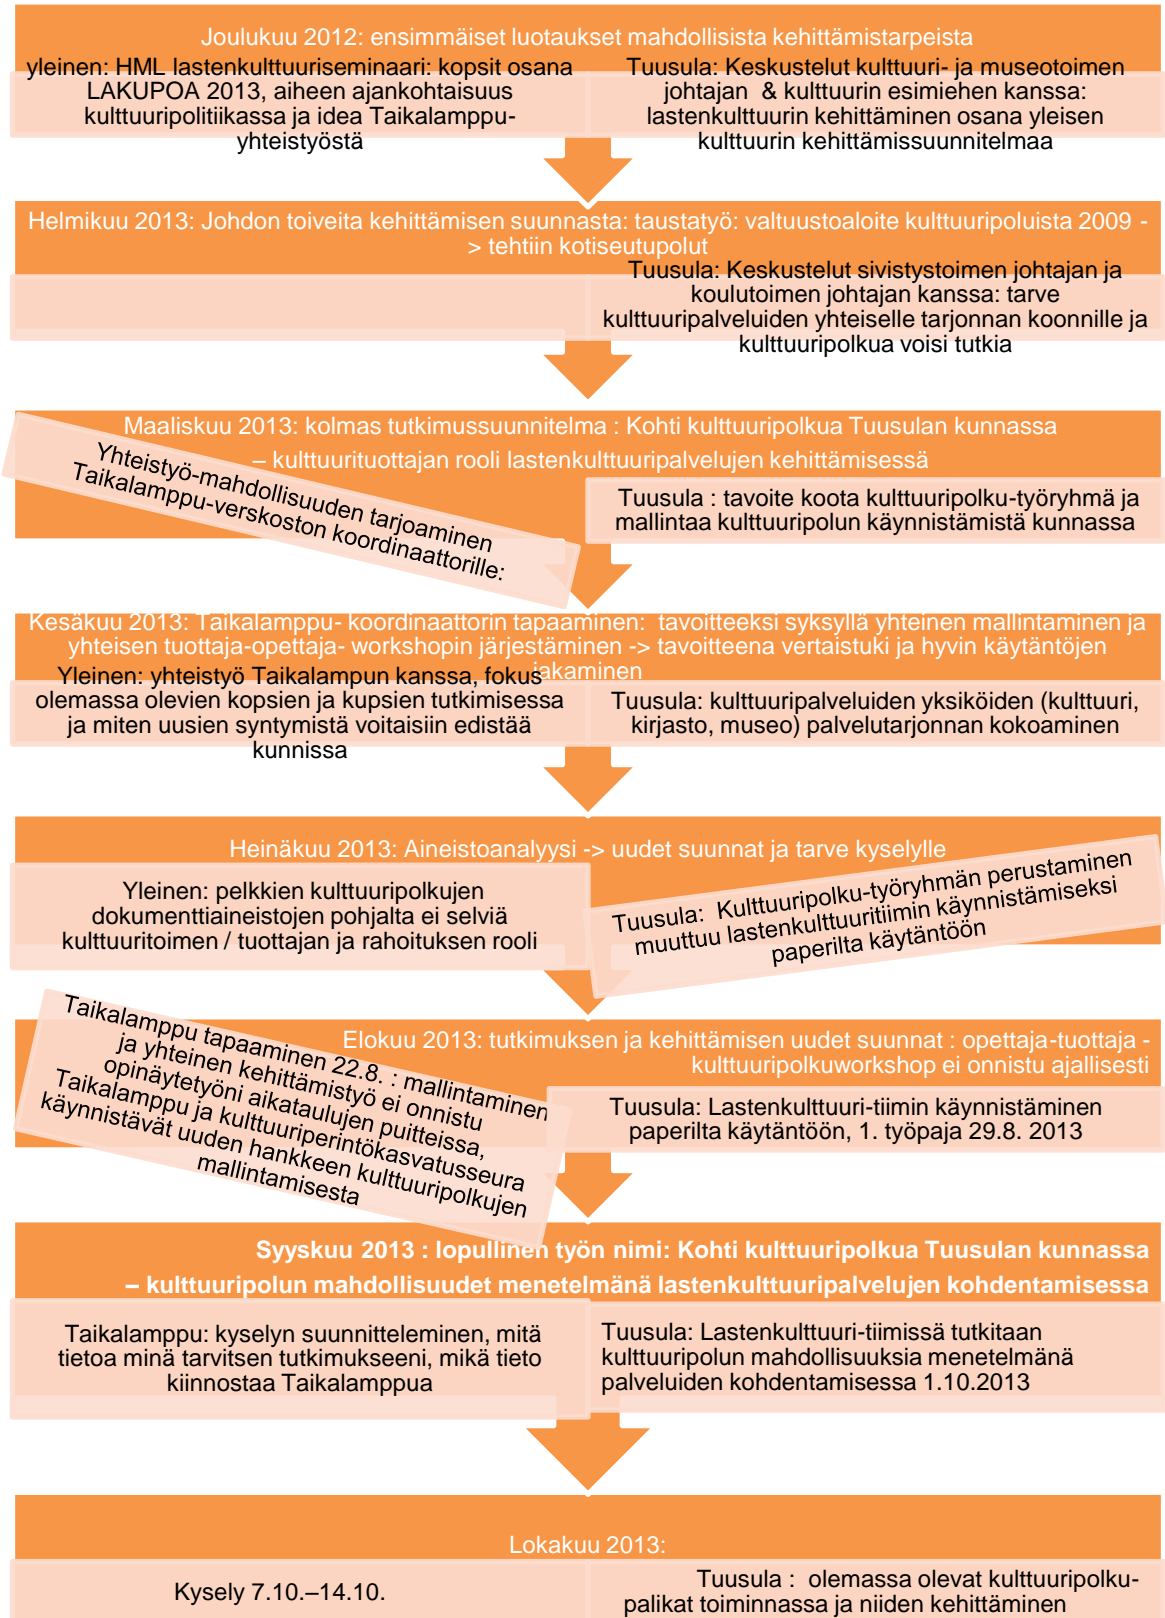 Joulukuu 2012: ensimmäiset luotaukset mahdollisista kehittämistarpeista
yleinen: HML lastenkulttuuriseminaari: kopsit osana
LAKUPOA 2013, aiheen ajankohtaisuus
kulttuuripolitiikassa ja idea Taikalamppu-
yhteistyöstä
Tuusula: Keskustelut kulttuuri- ja museotoimen
johtajan & kulttuurin esimiehen kanssa:
lastenkulttuurin kehittäminen osana yleisen
kulttuurin kehittämissuunnitelmaa
Helmikuu 2013: Johdon toiveita kehittämisen suunnasta: taustatyö: valtuustoaloite kulttuuripoluista 2009 -
> tehtiin kotiseutupolut
Tuusula: Keskustelut sivistystoimen johtajan ja
koulutoimen johtajan kanssa: tarve
kulttuuripalveluiden yhteiselle tarjonnan koonnille ja
kulttuuripolkua voisi tutkia
Maaliskuu 2013: kolmas tutkimussuunnitelma : Kohti kulttuuripolkua Tuusulan kunnassa
– kulttuurituottajan rooli lastenkulttuuripalvelujen kehittämisessä
Yhteistyö-mahdollisuuden tarjoaminen
Taikalamppu-verskoston koordinaattorille:
Tuusula : tavoite koota kulttuuripolku-työryhmä ja
mallintaa kulttuuripolun käynnistämistä kunnassa
Kesäkuu 2013: Taikalamppu- koordinaattorin tapaaminen: tavoitteeksi syksyllä yhteinen mallintaminen ja
yhteisen tuottaja-opettaja- workshopin järjestäminen -> tavoitteena vertaistuki ja hyvin käytäntöjen
jakaminen
Yleinen: yhteistyö Taikalampun kanssa, fokus
olemassa olevien kopsien ja kupsien tutkimisessa
ja miten uusien syntymistä voitaisiin edistää
kunnissa
Tuusula: kulttuuripalveluiden yksiköiden (kulttuuri,
kirjasto, museo) palvelutarjonnan kokoaminen
Heinäkuu 2013: Aineistoanalyysi -> uudet suunnat ja tarve kyselylle
Yleinen: pelkkien kulttuuripolkujen
dokumenttiaineistojen pohjalta ei selviä
kulttuuritoimen / tuottajan ja rahoituksen rooli
Tuusula: Kulttuuripolku-työryhmän perustaminen
muuttuu lastenkulttuuritiimin käynnistämiseksi
paperilta käytäntöön
Elokuu 2013: tutkimuksen ja kehittämisen uudet suunnat : opettaja-tuottaja -
kulttuuripolkuworkshop ei onnistu ajallisesti
Taikalamppu tapaaminen 22.8. : mallintaminen
ja yhteinen kehittämistyö ei onnistu
opinäytetyöni aikataulujen puitteissa,
Taikalamppu ja kulttuuriperintökasvatusseura
käynnistävät uuden hankkeen kulttuuripolkujen
mallintamisesta
Tuusula: Lastenkulttuuri-tiimin käynnistäminen
paperilta käytäntöön, 1. työpaja 29.8. 2013
Syyskuu 2013 : lopullinen työn nimi: Kohti kulttuuripolkua Tuusulan kunnassa
– kulttuuripolun mahdollisuudet menetelmänä lastenkulttuuripalvelujen kohdentamisessa
Taikalamppu: kyselyn suunnitteleminen, mitä
tietoa minä tarvitsen tutkimukseeni, mikä tieto
kiinnostaa Taikalamppua
Tuusula: Lastenkulttuuri-tiimissä tutkitaan
kulttuuripolun mahdollisuuksia menetelmänä
palveluiden kohdentamisessa 1.10.2013
Lokakuu 2013:
Kysely 7.10.–14.10.
Tuusula : olemassa olevat kulttuuripolku-
palikat toiminnassa ja niiden kehittäminen